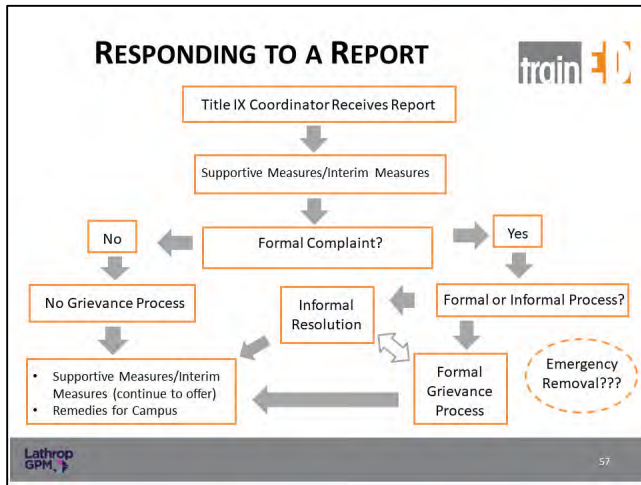 RESPONDING TO A REPORT
trainED
Title IX Coordinator Receives Report
Supportive Measures/Interim Measures
No
Formal Complaint?
Yes
No Grievance Process
Informal
Resolution
Formal or Informal Process?
• Supportive Measures/Interim
Measures (continue to offer)
• Remedies for Campus
Formal
Grievance
Process
Emergency
Removal???
Lathrop
GPM
57